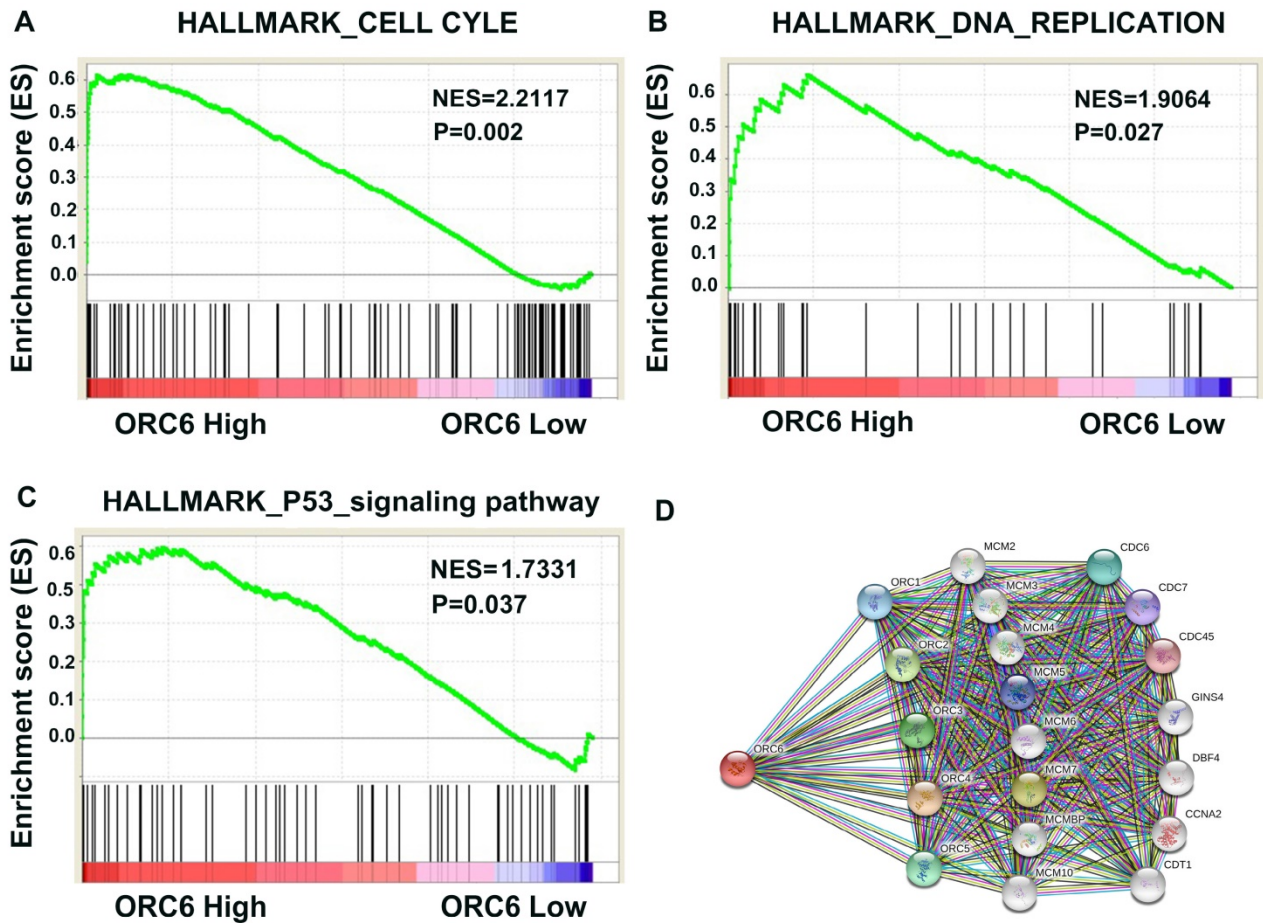 A
HALLMARK_CELL CYLE
Enrichment score (ES)
0.6
0.5
0.4
0.3
0.2
0.1
0.0
NES=2.2117
P=0.002
ORC6 High
ORC6 Low
B
HALLMARK_DNA_REPLICATION
Enrichment score (ES)
0.6
0.5
0.4
0.3
0.2
0.1
0.0
NES=1.9064
P=0.027
ORC6 High
ORC6 Low
C
HALLMARK_P53_signaling pathway
Enrichment score (ES)
0.6
0.5
0.3
0.2
0.1
0.0
NES=1.7331
P=0.037
ORC6 High
ORC6 Low
D
MCM2
CDC6
ORC1
MCM3
CDC7
MCM4
ORC2
CDC45
MCM5
GINS4
ORC3
MCM6
ORC6
DBF4
ORC4
MCM7
CCNA2
MCMBP
ORC5
CDT1
MCM10